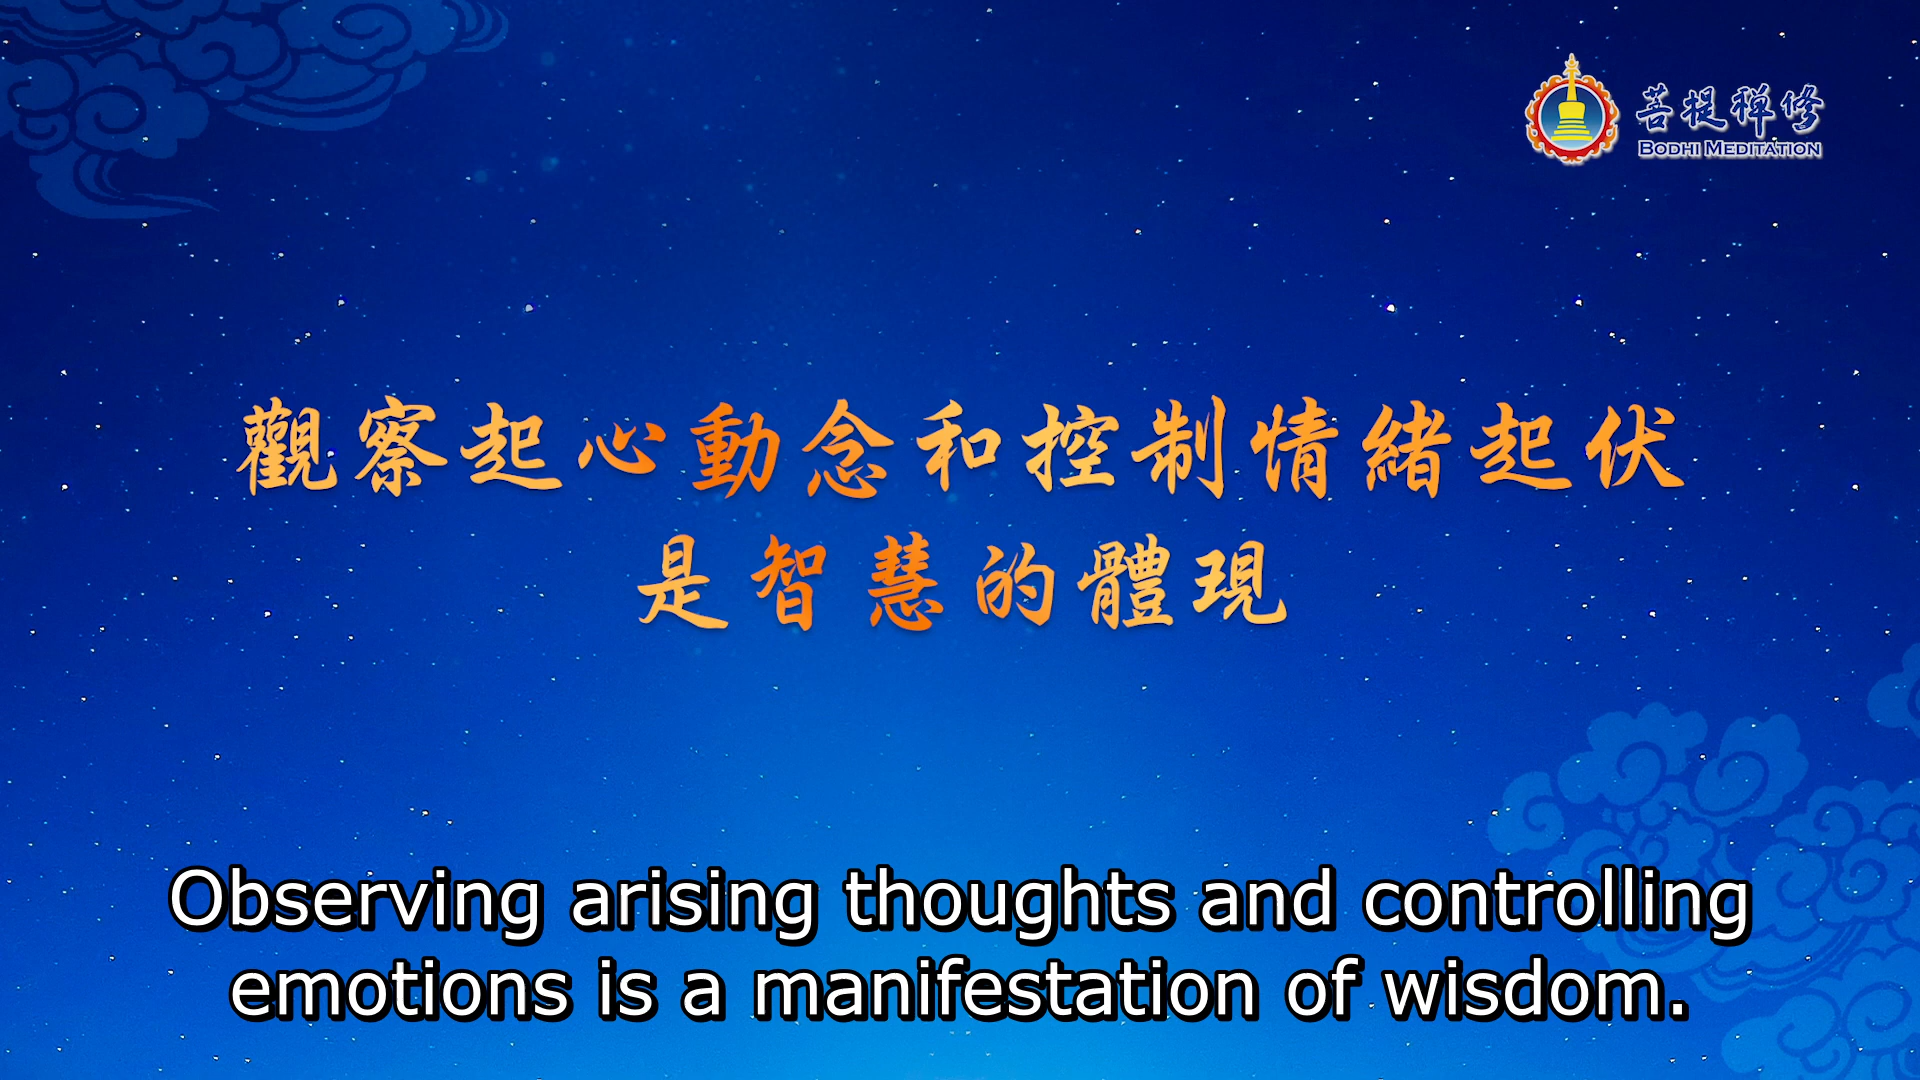 菩提禪修
BODHI MEDITATION
觀察起心動念和控制情緒起伏
是智慧的體現
Observing arising thoughts and controlling
emotions is a manifestation of wisdom.